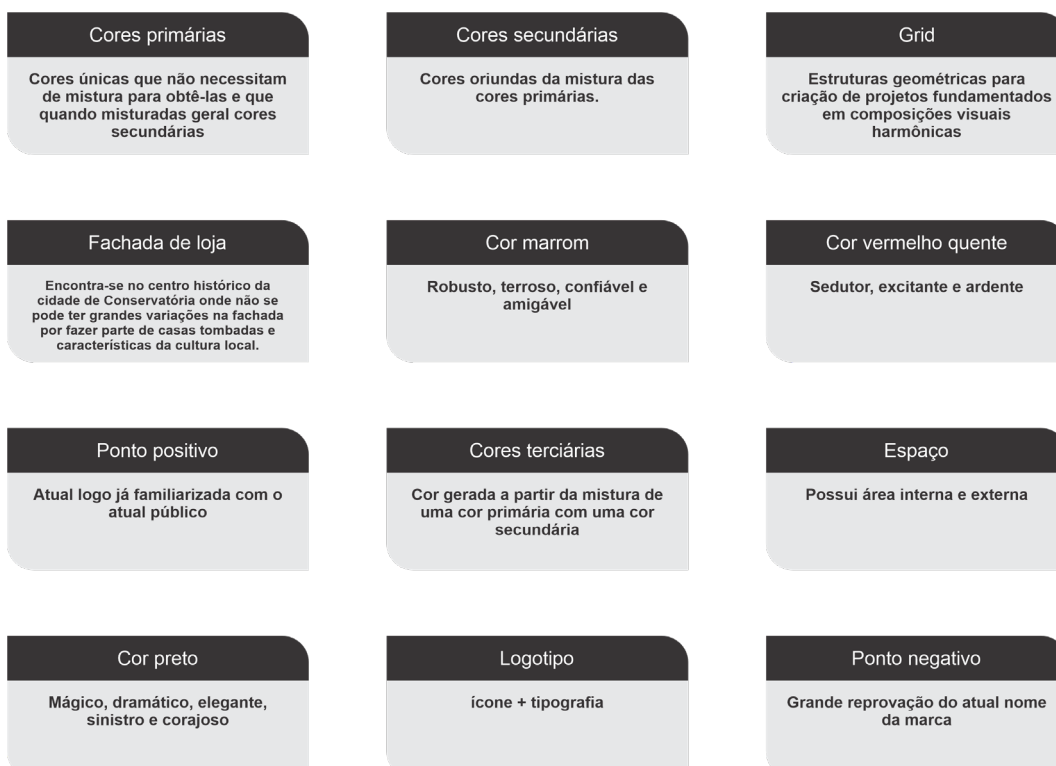 Cores primárias
Cores únicas que não necessitam
de mistura para obtê-las e que
quando misturadas geral cores
secundárias
Cores secundárias
Cores oriundas da mistura das
cores primárias.
Grid
Estruturas geométricas para
criação de projetos fundamentados
em composições visuais
harmônicas
Fachada de loja
Encontra-se no centro histórico da
cidade de Conservatória onde não se
pode ter grandes variações na fachada
por fazer parte de casas tombadas e
características da cultura local.
Cor marrom
Robusto, terroso, confiável e
amigável
Cor vermelho quente
Sedutor, excitante e ardente
Ponto positivo
Atual logo já familiarizada com o
atual público
Cores terciárias
Cor gerada a partir da mistura de
uma cor primária com uma cor
secundária
Espaço
Possui área interna e externa
Cor preto
Mágico, dramático, elegante,
sinistro e corajoso
Logotipo
ícone + tipografia
Ponto negativo
Grande reprovação do atual nome
da marca